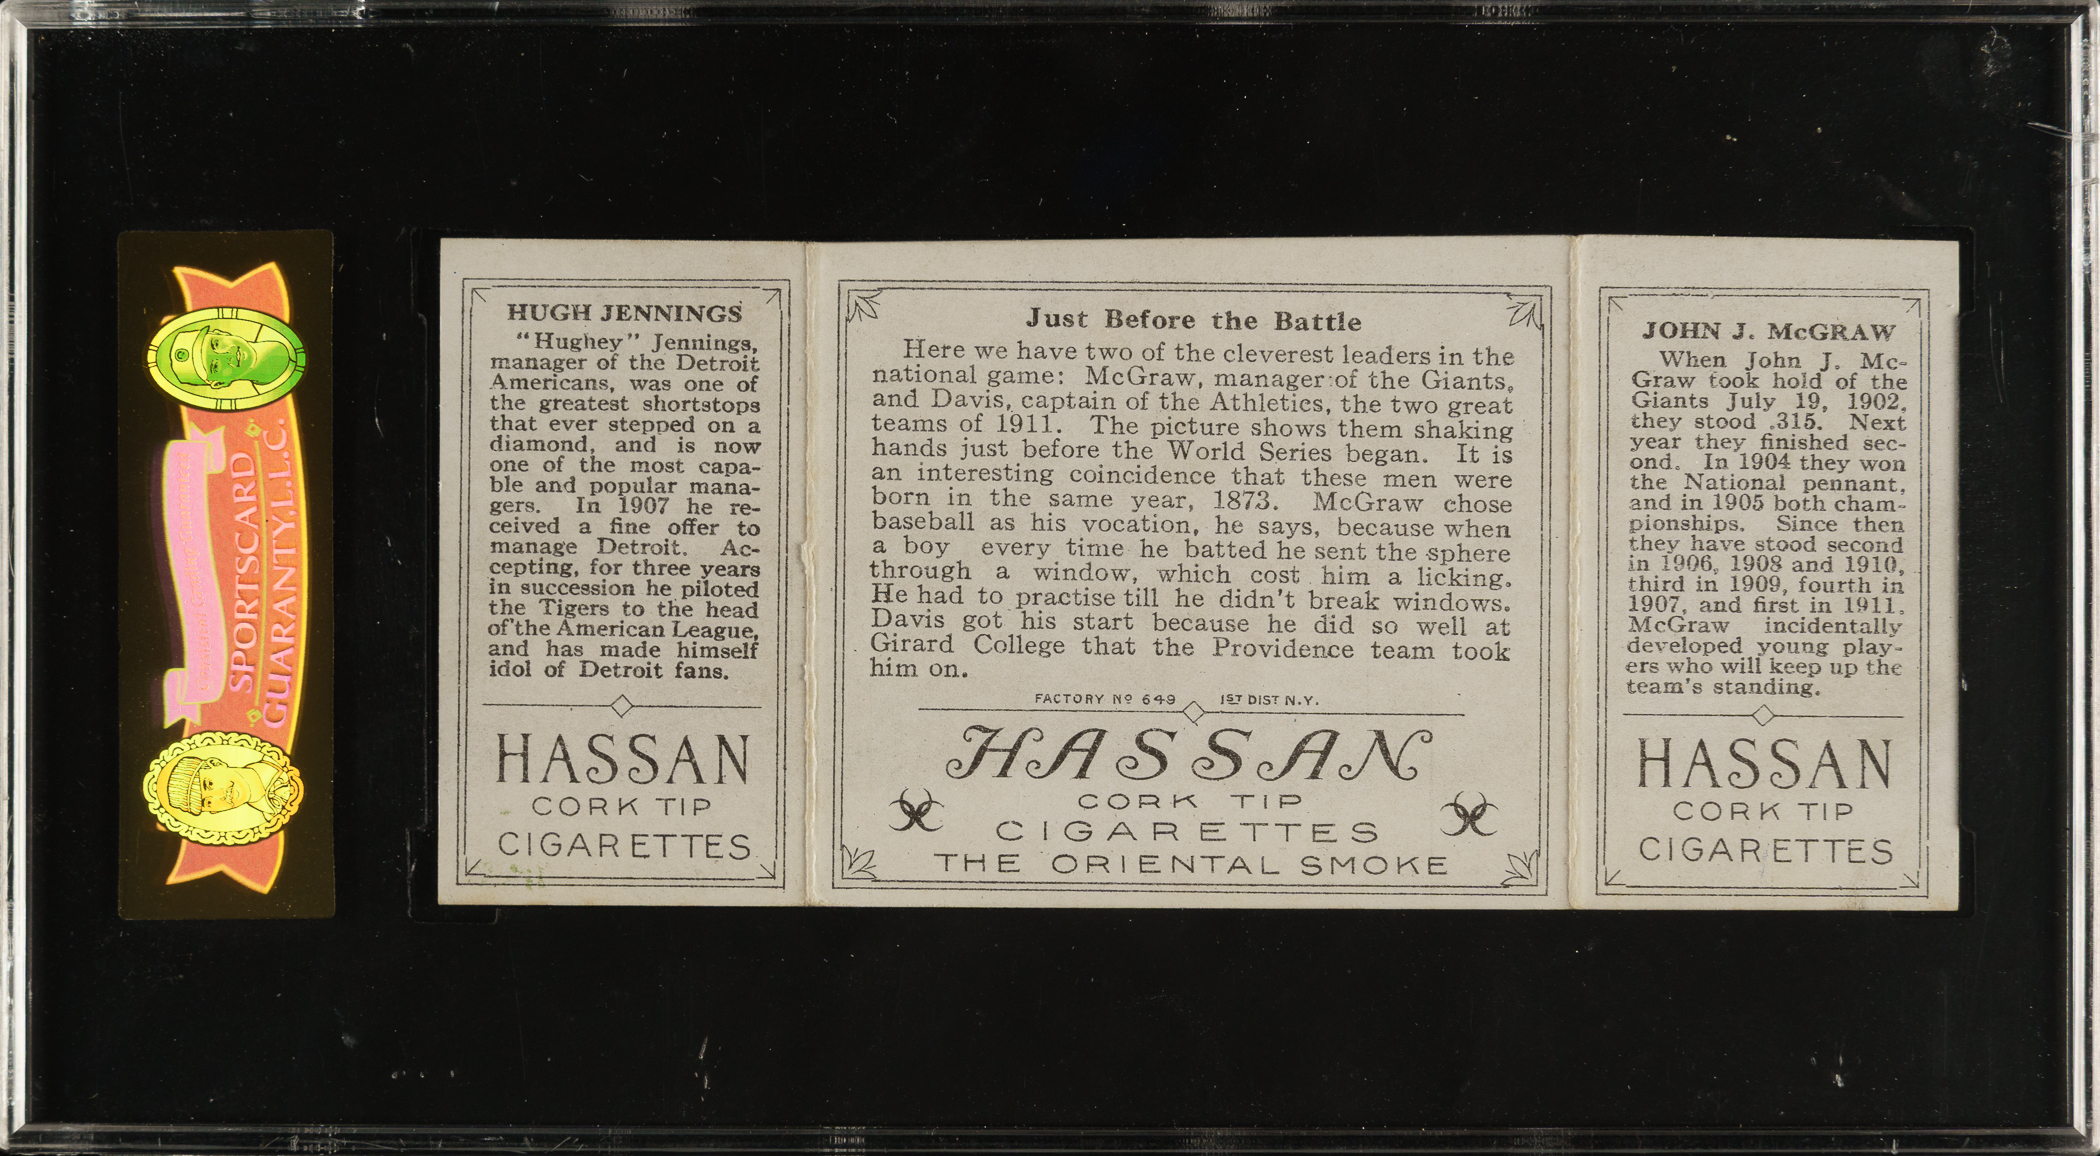 Consistent Grading Guaranteed
SPORTSCARD
GUARANTY, L.L.C.
HUGH JENNINGS
"Hughey" Jennings,
manager of the Detroit
Americans, was one of
the greatest shortstops
that ever stepped on a
diamond, and is now
one of the most capa-
ble and popular mana-
gers. In 1907 he re-
ceived a fine offer to
manage Detroit. Ac-
cepting, for three years
in succession he piloted
the Tigers to the head
of the American League,
and has made himself
idol of Detroit fans.
HASSAN
CORK TIP
CIGARETTES
Just Before the Battle
Here we have two of the cleverest leaders in the
national game: McGraw, manager of the Giants,
and Davis, captain of the Athletics, the two great
teams of 1911. The picture shows them shaking
hands just before the World Series began. It is
an interesting coincidence that these men were
born in the same year, 1873. McGraw chose
baseball as his vocation, he says, because when
a boy every time he batted he sent the sphere
through a window, which cost him a licking.
He had to practise till he didn't break windows.
Davis got his start because he did so well at
Girard College that the Providence team took
him on.
FACTORY No 649 1ST DIST N.Y.
HASSAN
CORK TIP
CIGARETTES
THE ORIENTAL SMOKE
JOHN J. McGRAW
When John J. Mc-
Graw took hold of the
Giants July 19, 1902,
they stood .315. Next
year they finished sec-
ond. In 1904 they won
the National pennant,
and in 1905 both cham-
pionships. Since then
they have stood second
in 1906, 1908 and 1910,
third in 1909, fourth in
1907, and first in 1911.
McGraw incidentally
developed young play-
ers who will keep up the
team's standing.
HASSAN
CORK TIP
CIGARETTES